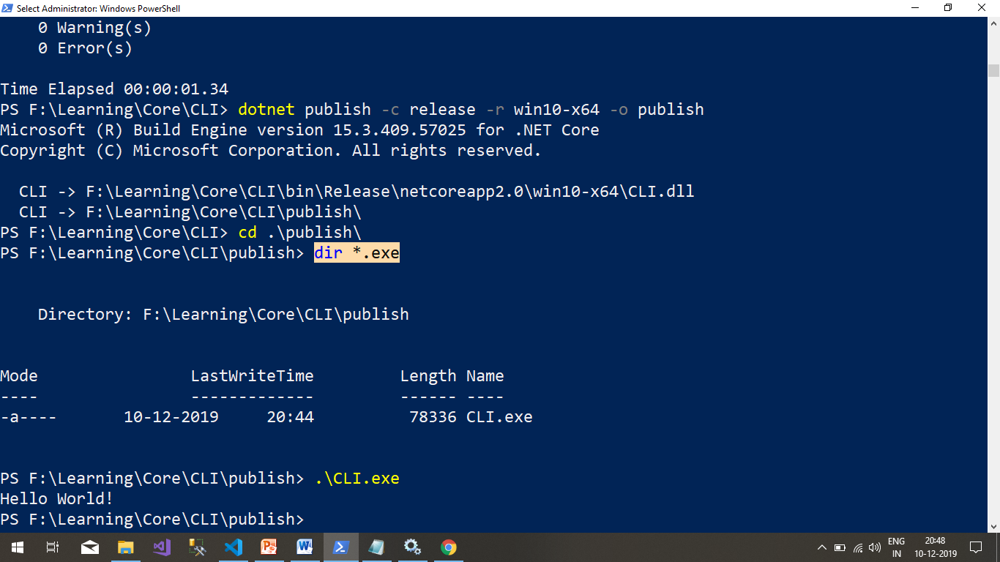 Select Administrator: Windows PowerShell
0 Warning(s)
0 Error(s)
Time Elapsed 00:00:01.34
PS F:\Learning\Core\CLI> dotnet publish -c release -r win10-x64 -o publish
Microsoft (R) Build Engine version 15.3.409.57025 for .NET Core
Copyright (C) Microsoft Corporation. All rights reserved.
CLI -> F:\Learning\Core\CLI\bin\Release\netcoreapp2.0\win10-x64\CLI.dll
CLI -> F:\Learning\Core\CLI\publish\
PS F:\Learning\Core\CLI> cd .\publish\
PS F:\Learning\Core\CLI\publish> dir *.exe
Directory: F:\Learning\Core\CLI\publish
Mode LastWriteTime Length Name
---- ------------- ------ ----
-a---- 10-12-2019 20:44 78336 CLI.exe
PS F:\Learning\Core\CLI\publish> .\CLI.exe
Hello World!
PS F:\Learning\Core\CLI\publish>
ENG 20:48
IN 10-12-2019